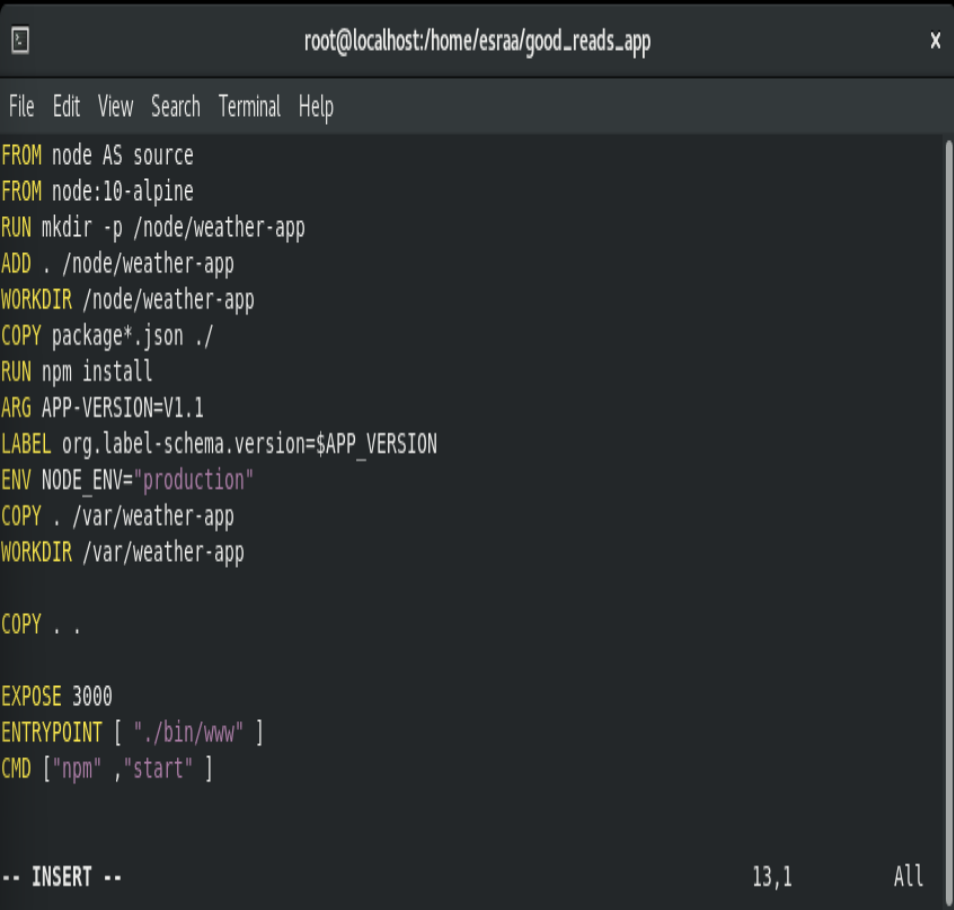 root@localhost:/home/esraa/good_reads_app x
File Edit View Search Terminal Help
FROM node AS source
FROM node:10-alpine
RUN mkdir -p /node/weather-app
ADD . /node/weather-app
WORKDIR /node/weather-app
COPY package*.json ./
RUN npm install
ARG APP-VERSION=V1.1
LABEL org.label-schema.version=$APP_VERSION
ENV NODE_ENV="production"
COPY . /var/weather-app
WORKDIR /var/weather-app
COPY . .
EXPOSE 3000
ENTRYPOINT [ "./bin/www" ]
CMD ["npm" ,"start" ]
-- INSERT -- 13,1 All